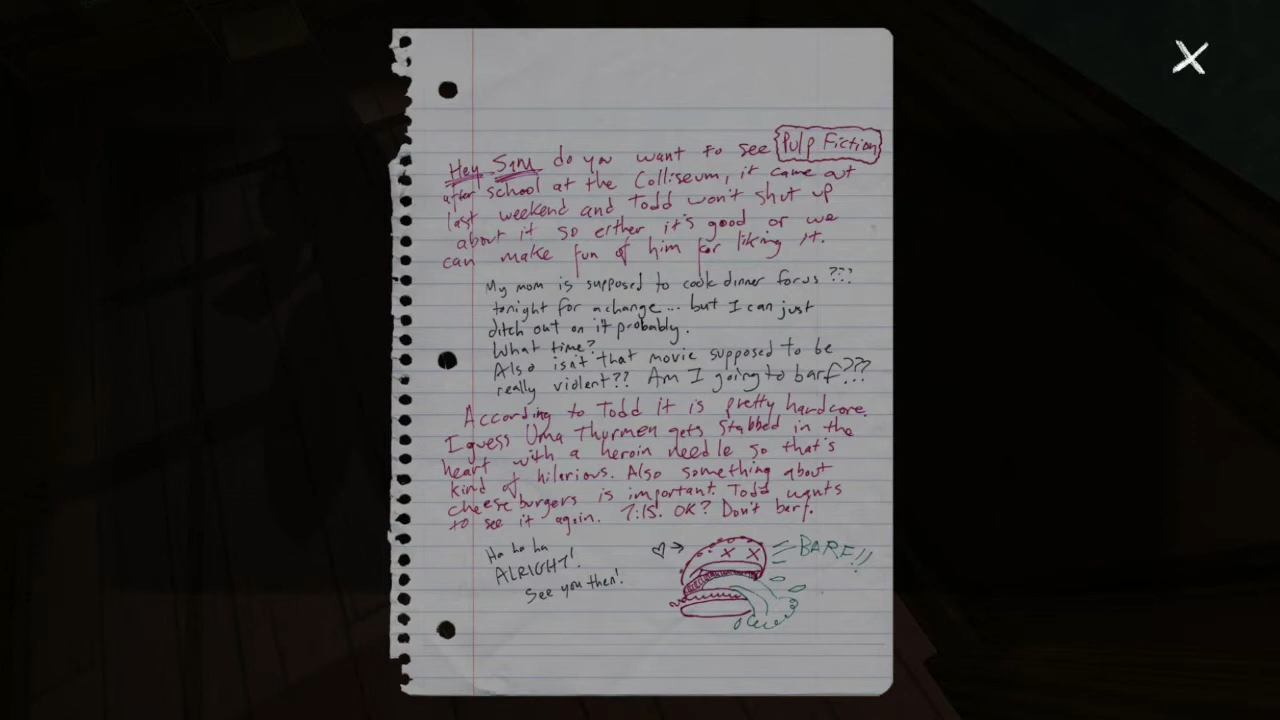 Hey Sam do you want to see Pulp Fiction
after school at the Colliseum, it came out
last weekend and Todd won't shut up
about it so either it's good or we
can make fun of him for liking it.
My mom is supposed to cook dinner for us ???
tonight for a change... but I can just
ditch out on it probably.
What time?
Also isn't that movie supposed to be
really violent?? Am I going to barf???
According to Todd it is pretty hardcore.
I guess Uma Thurmen gets stabbed in the
heart with a heroin needle so that's
kind of hilarious. Also something about
cheeseburgers is important. Todd wants
to see it again. 7:15. OK? Don't barf.
Ha ha ha
ALRIGHT!
See you then!
BARF!!